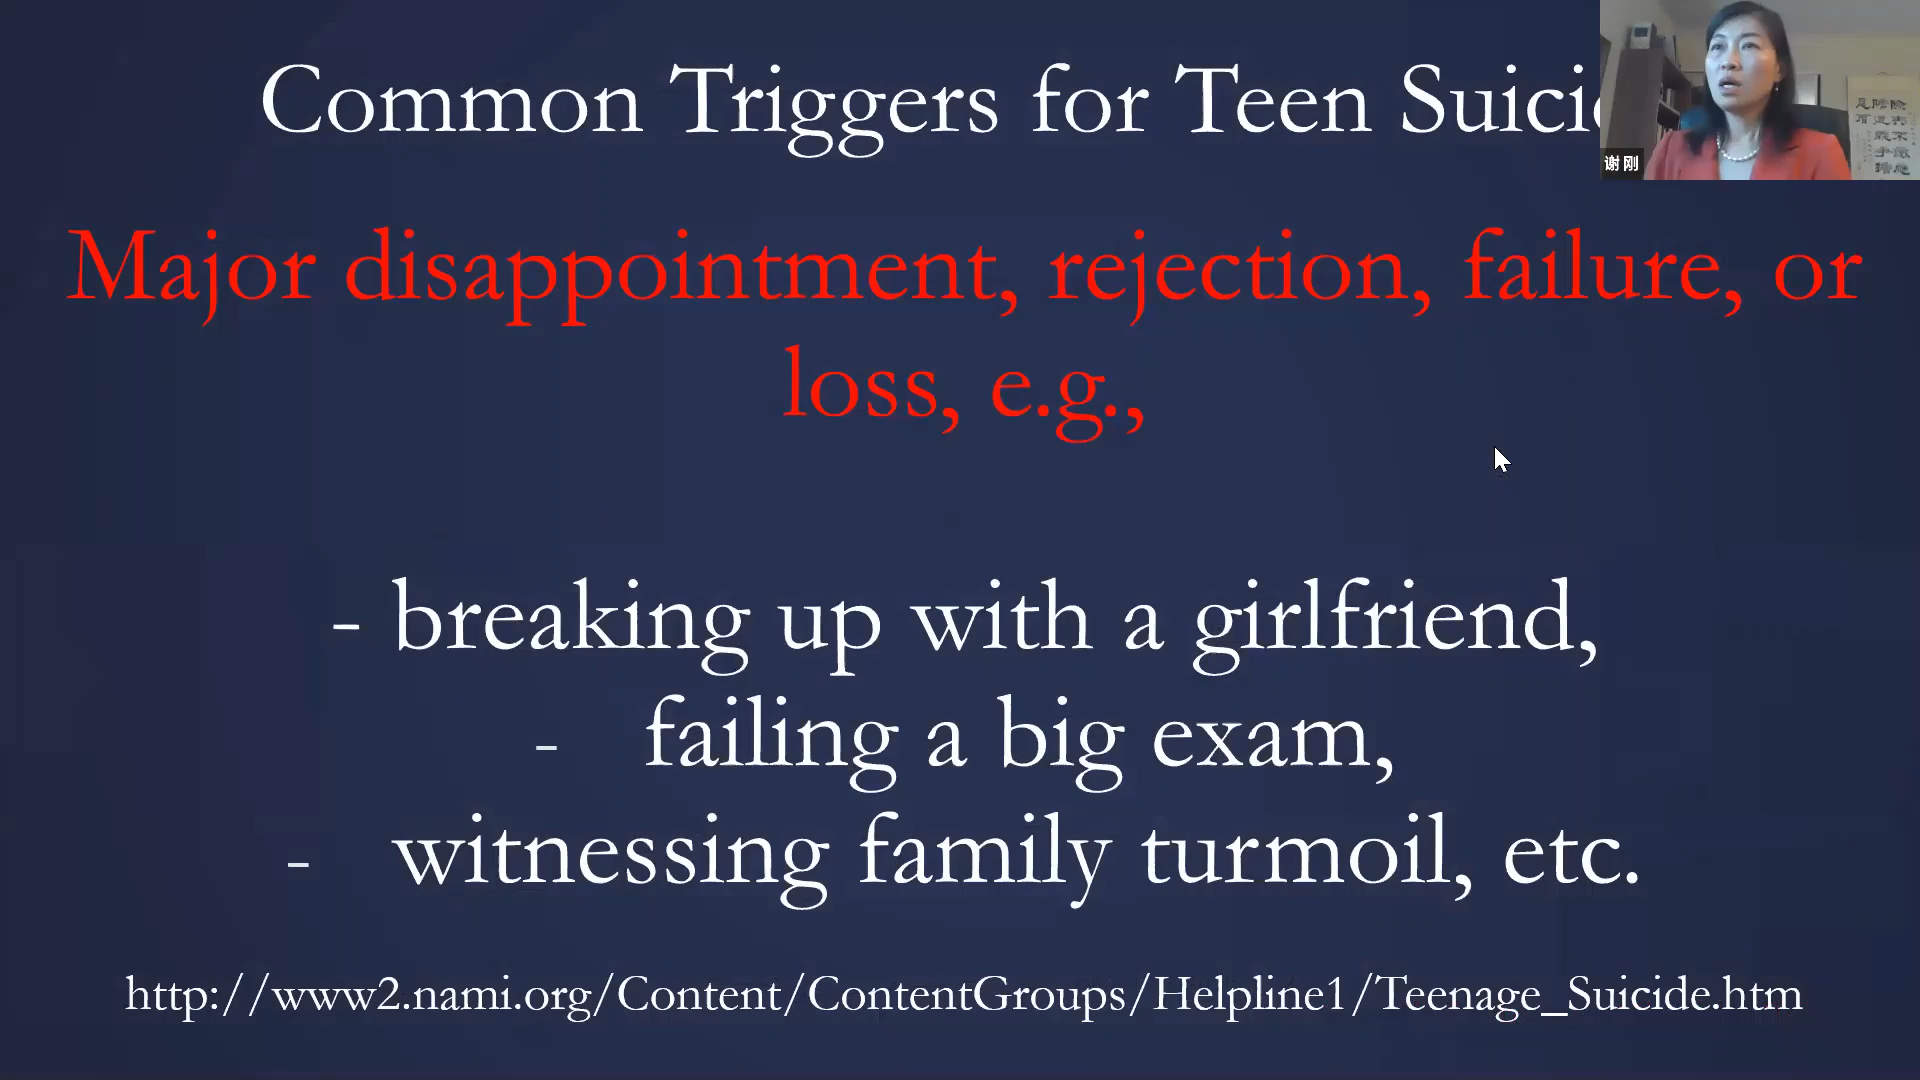 Common Triggers for Teen Suici
谢 刚
Major disappointment, rejection, failure, or
loss, e.g.,
- breaking up with a girlfriend,
- failing a big exam,
- witnessing family turmoil, etc.
http://www2.nami.org/Content/ContentGroups/Helpline1/Teenage_Suicide.htm